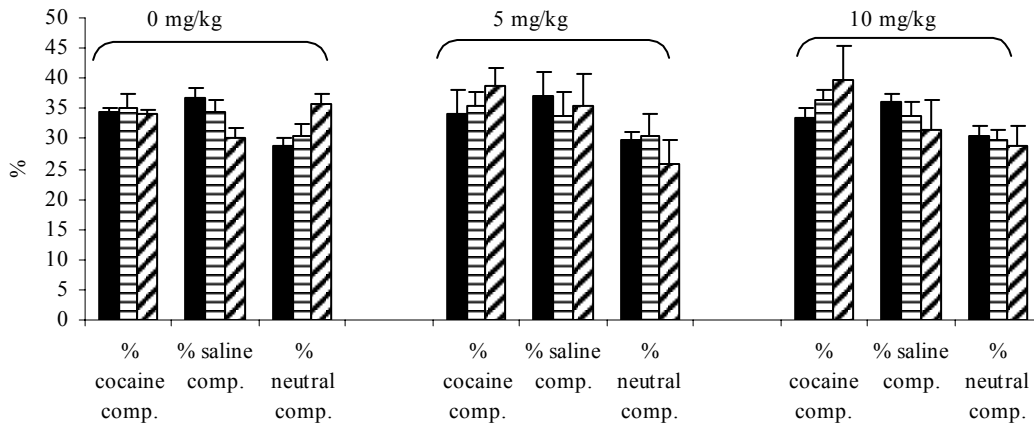 0 mg/kg 5 mg/kg 10 mg/kg
50
45
40
35
30
25
20
15
10
5
0
%
% % saline %
cocaine comp. neutral
comp. comp.
% % saline %
cocaine comp. neutral
comp. comp.
% % saline %
cocaine comp. neutral
comp. comp.